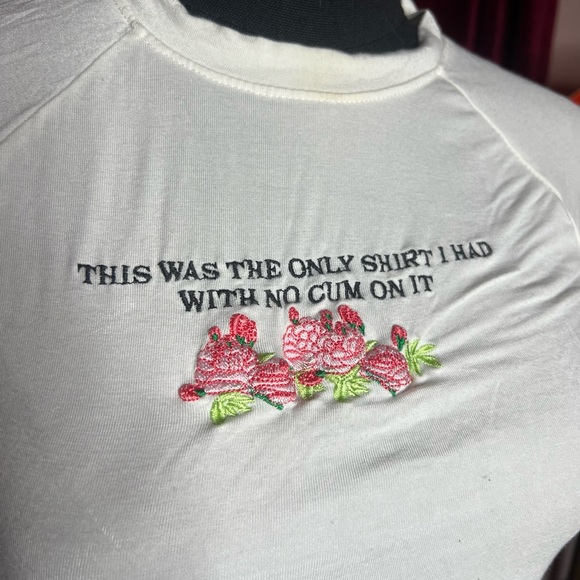 THIS WAS THE ONLY SHIRT I HAD
WITH NO CUM ON IT